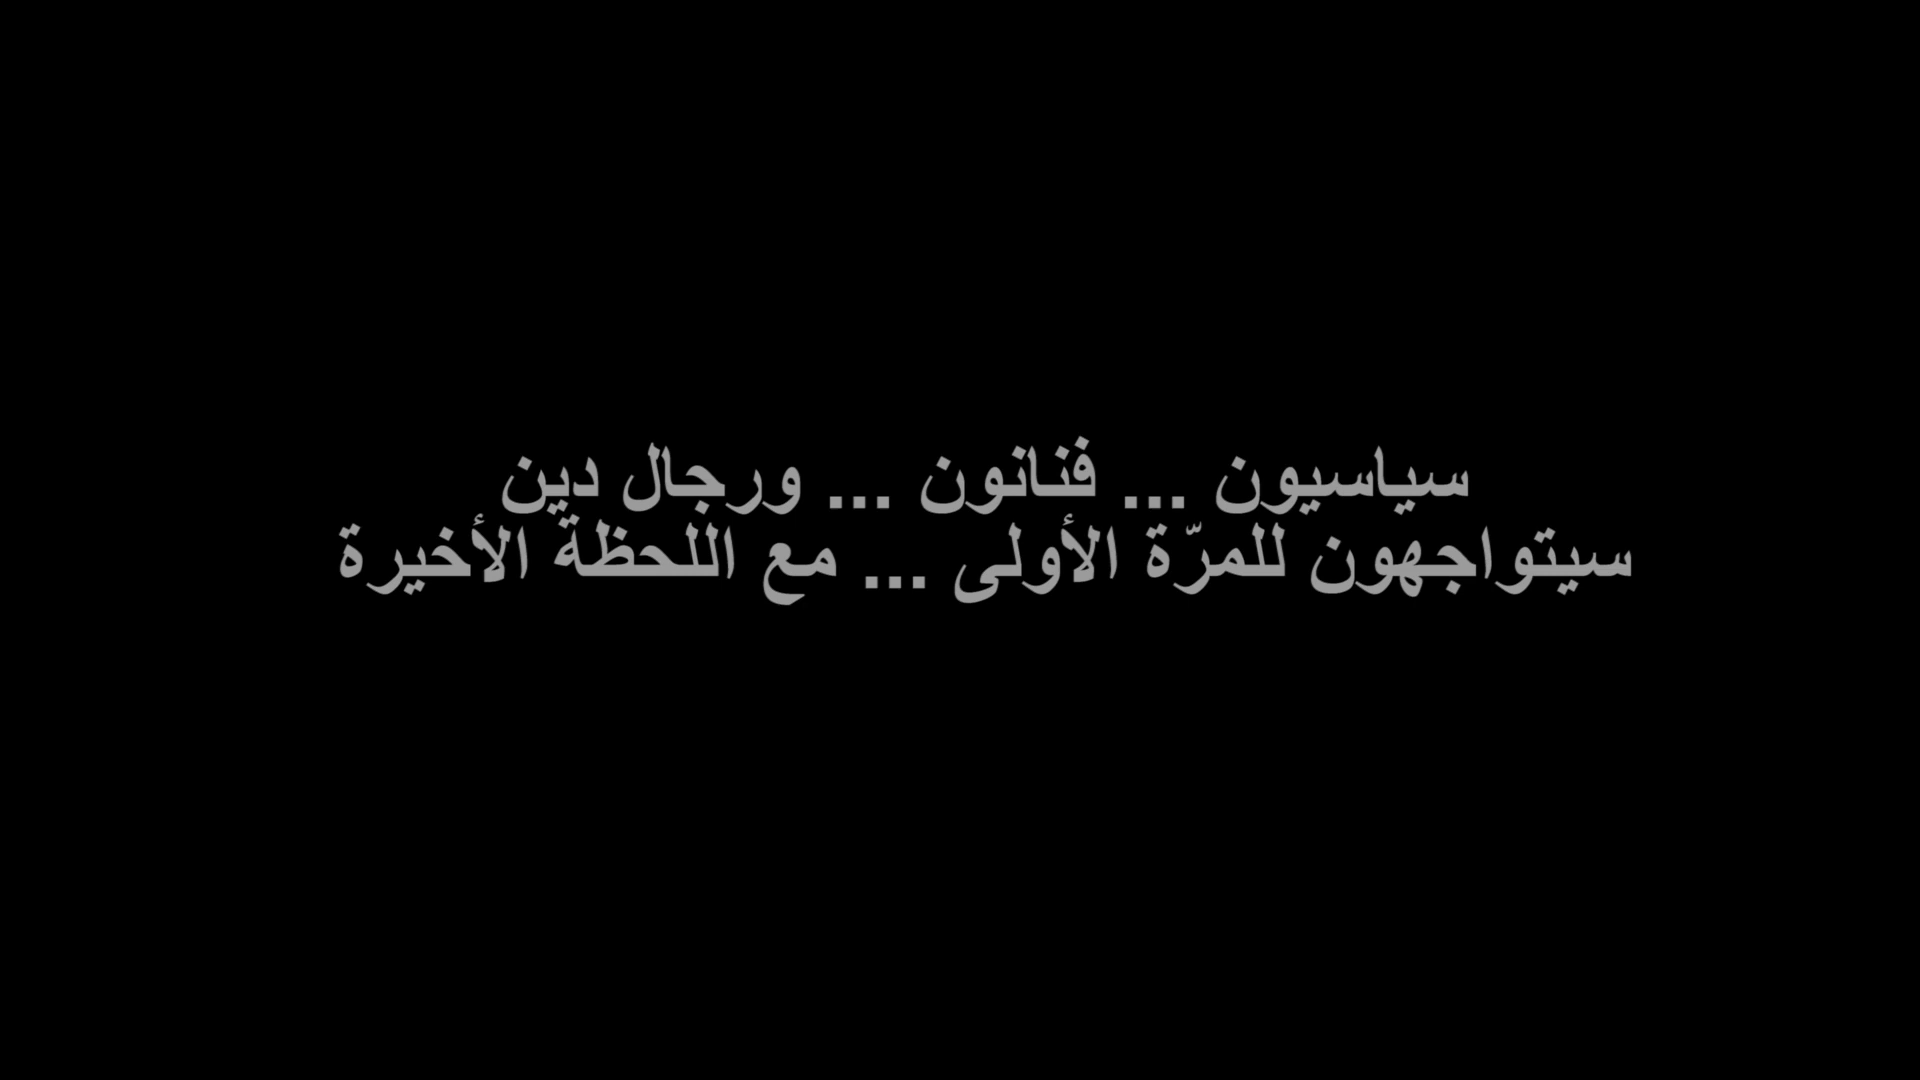 سياسيون ... فنانون ... ورجال دين
سيتواجهون للمرّة الأولى ... مع اللحظة الأخيرة